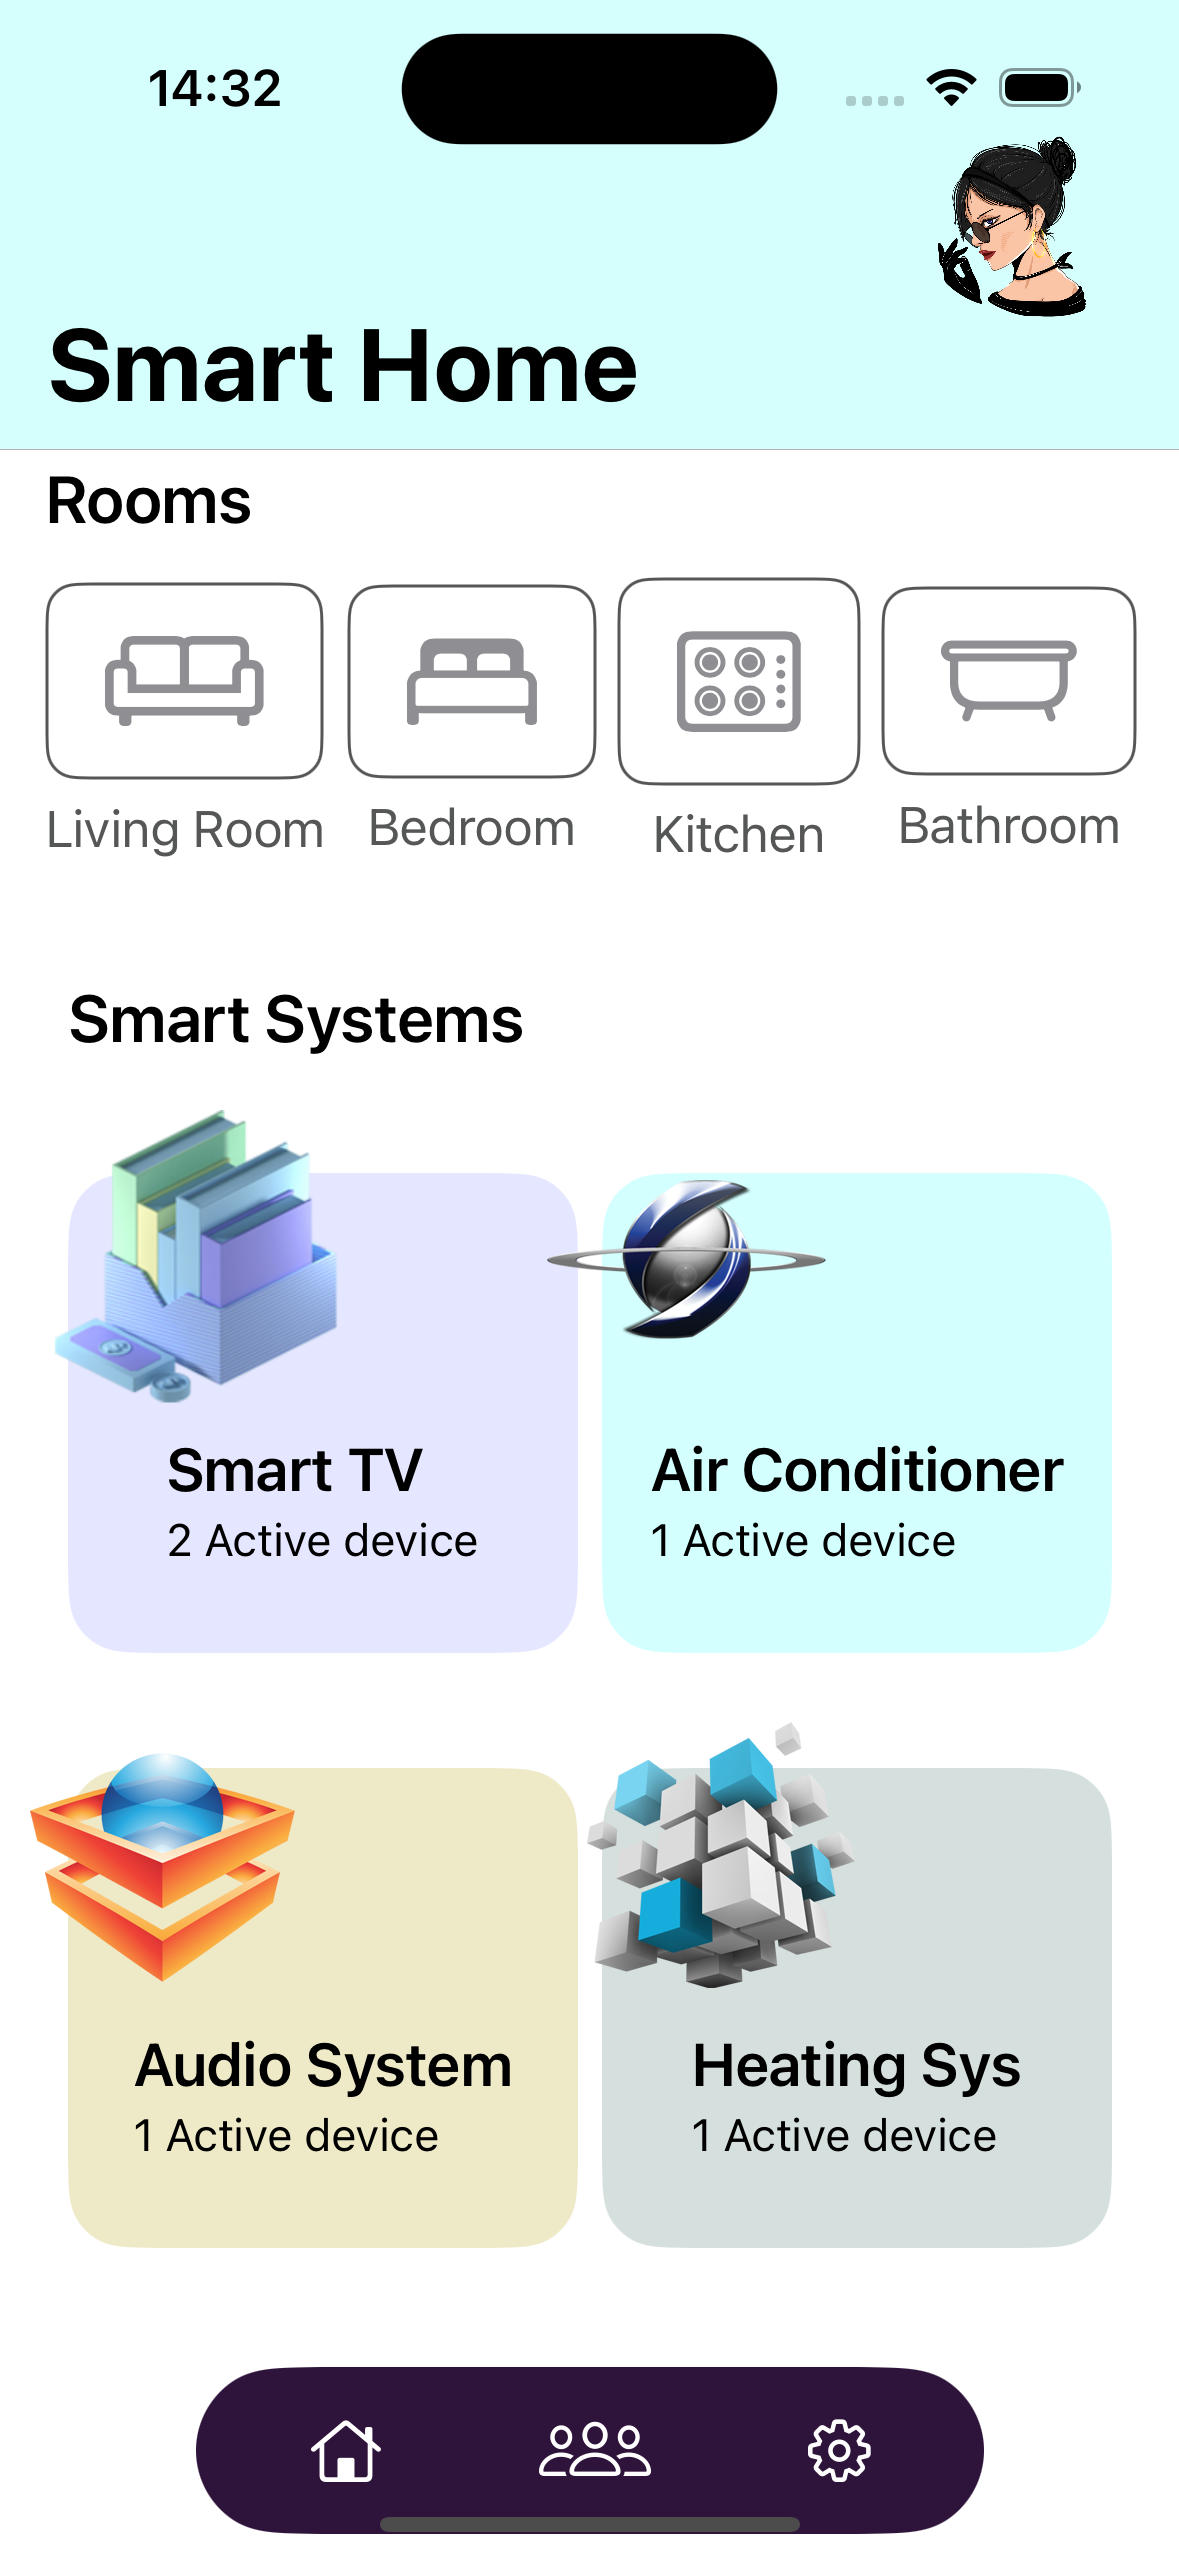 14:32
Smart Home
Rooms
Living Room
Bedroom
Kitchen
Bathroom
Smart Systems
Smart TV
2 Active device
Air Conditioner
1 Active device
Audio System
1 Active device
Heating Sys
1 Active device